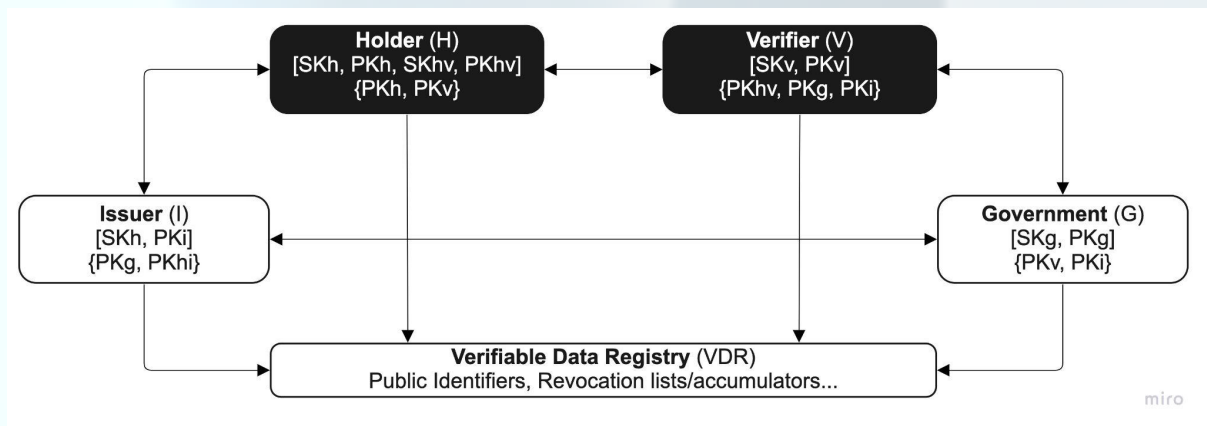 Holder (H)
[SKh, PKh, SKhv, PKhv]
{PKh, PKv}
Verifier (V)
[SKv, PKv]
{PKhv, PKg, PKi}
Issuer (I)
[SKh, PKi]
{PKg, PKhi}
Government (G)
[SKg, PKg]
{PKv, PKi}
Verifiable Data Registry (VDR)
Public Identifiers, Revocation lists/accumulators...
miro